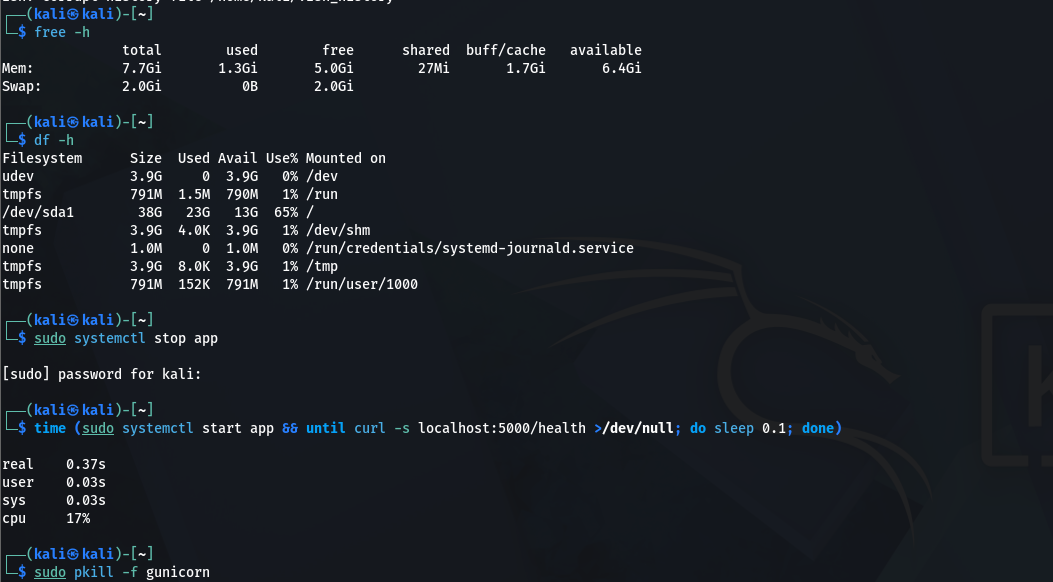 ┌──(kali㉿kali)-[~]
└─$ free -h
total used free shared buff/cache available
Mem: 7.7Gi 1.3Gi 5.0Gi 27Mi 1.7Gi 6.4Gi
Swap: 2.0Gi 0B 2.0Gi
┌──(kali㉿kali)-[~]
└─$ df -h
Filesystem Size Used Avail Use% Mounted on
udev 3.9G 0 3.9G 0% /dev
tmpfs 791M 1.5M 790M 1% /run
/dev/sda1 38G 23G 13G 65% /
tmpfs 3.9G 4.0K 3.9G 1% /dev/shm
none 1.0M 0 1.0M 0% /run/credentials/systemd-journald.service
tmpfs 3.9G 8.0K 3.9G 1% /tmp
tmpfs 791M 152K 791M 1% /run/user/1000
┌──(kali㉿kali)-[~]
└─$ sudo systemctl stop app
[sudo] password for kali:
┌──(kali㉿kali)-[~]
└─$ time (sudo systemctl start app && until curl -s localhost:5000/health >/dev/null; do sleep 0.1; done)
real 0.37s
user 0.03s
sys 0.03s
cpu 17%
┌──(kali㉿kali)-[~]
└─$ sudo pkill -f gunicorn